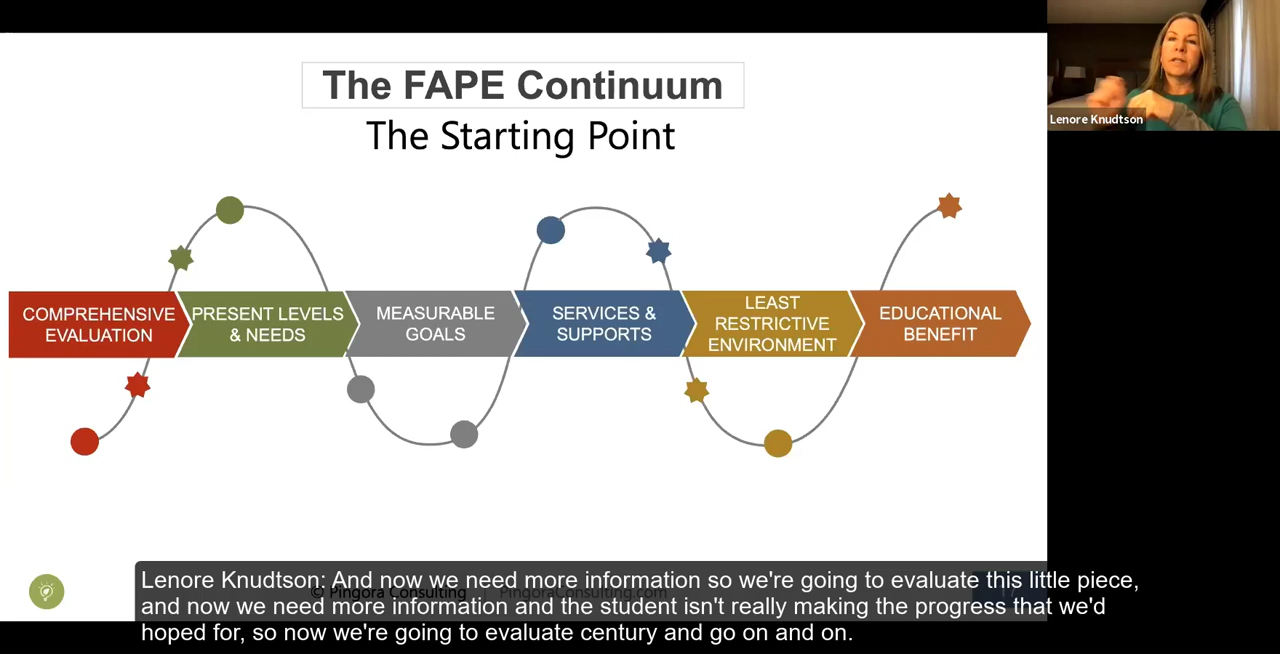 The FAPE Continuum
The Starting Point
Lenore Knudtson
COMPREHENSIVE
EVALUATION
PRESENT LEVELS
& NEEDS
MEASURABLE
GOALS
SERVICES &
SUPPORTS
LEAST
RESTRICTIVE
ENVIRONMENT
EDUCATIONAL
BENEFIT
Lenore Knudtson: And now we need more information so we're going to evaluate this little piece,
© Pingora Consulting | PingoraConsulting.com
17
and now we need more information and the student isn't really making the progress that we'd
hoped for, so now we're going to evaluate century and go on and on.